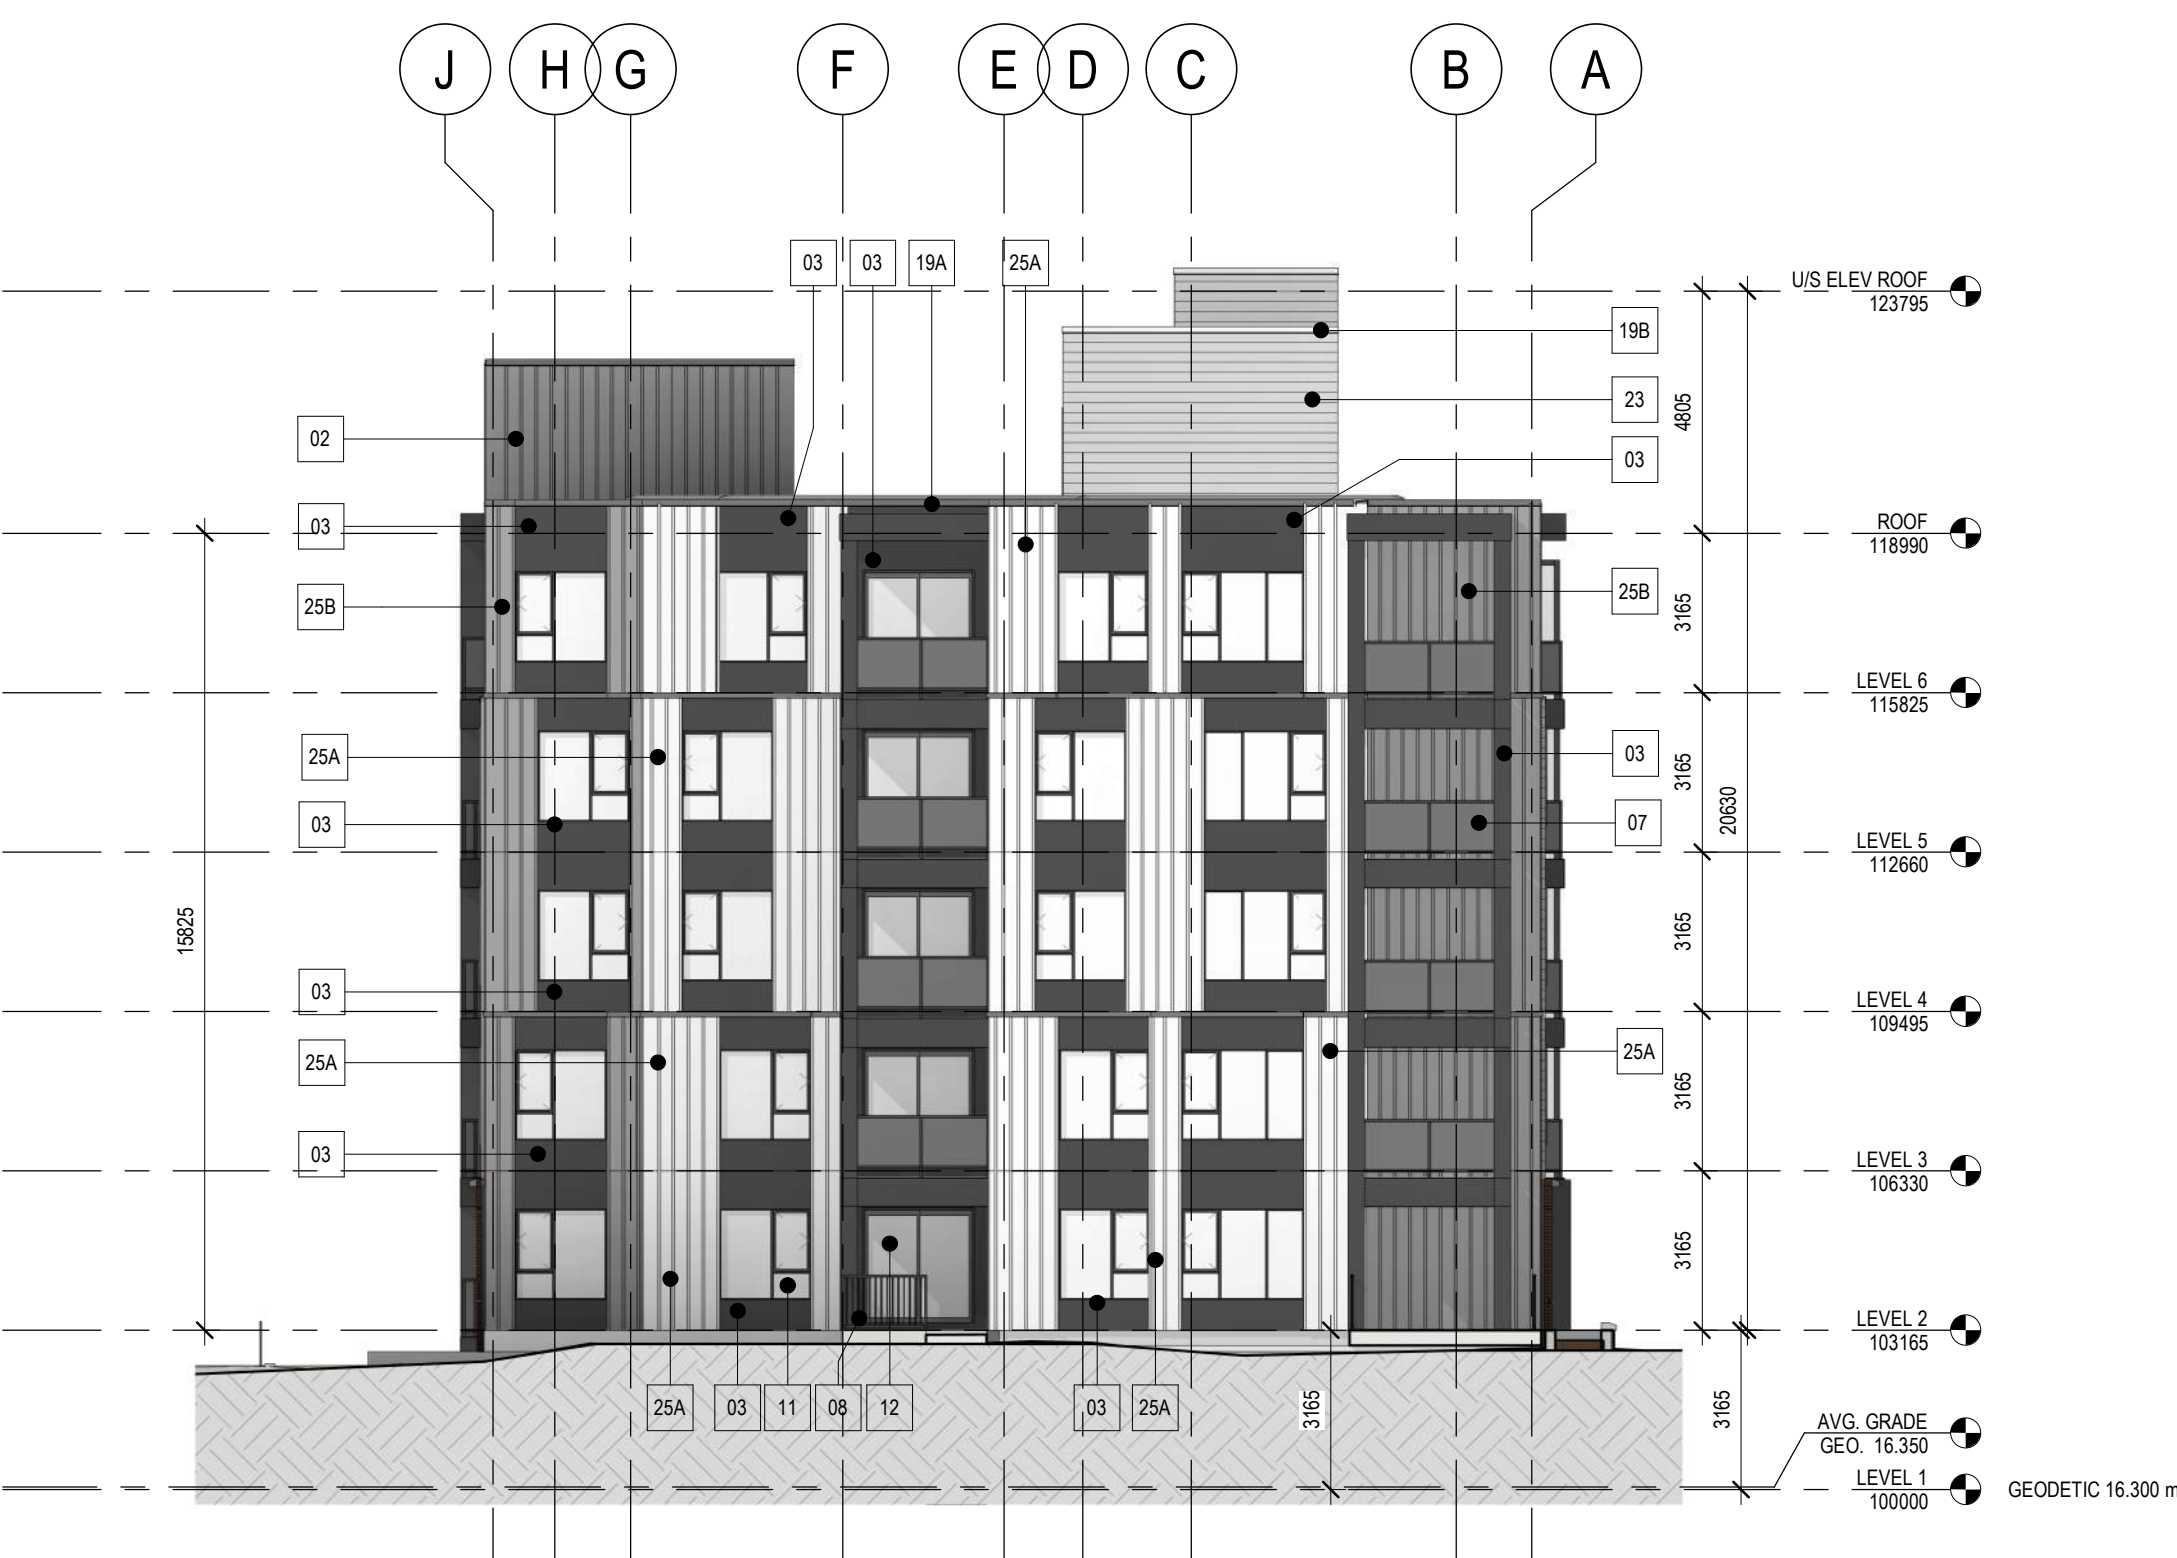 J H G F E D C B A
03 03 19A 25A
U/S ELEV ROOF
123795
19B
23
4805
02
03
03
ROOF
118990
25B
25B
3165
LEVEL 6
115825
25A
03
3165
20630
03
07
LEVEL 5
112660
15825
3165
03
LEVEL 4
109495
25A
25A
3165
03
LEVEL 3
106330
3165
LEVEL 2
103165
25A 03 11 08 12 03 25A
3165
3165
AVG. GRADE
GEO. 16.350
LEVEL 1
100000
GEODETIC 16.300 m